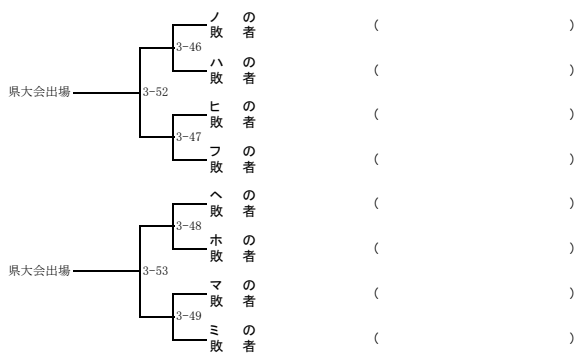 ノの敗者 ( )
3-46
ハの敗者 ( )
県大会出場 3-52
ヒの敗者 ( )
3-47
フの敗者 ( )
ヘの敗者 ( )
3-48
ホの敗者 ( )
県大会出場 3-53
マの敗者 ( )
3-49
ミの敗者 ( )